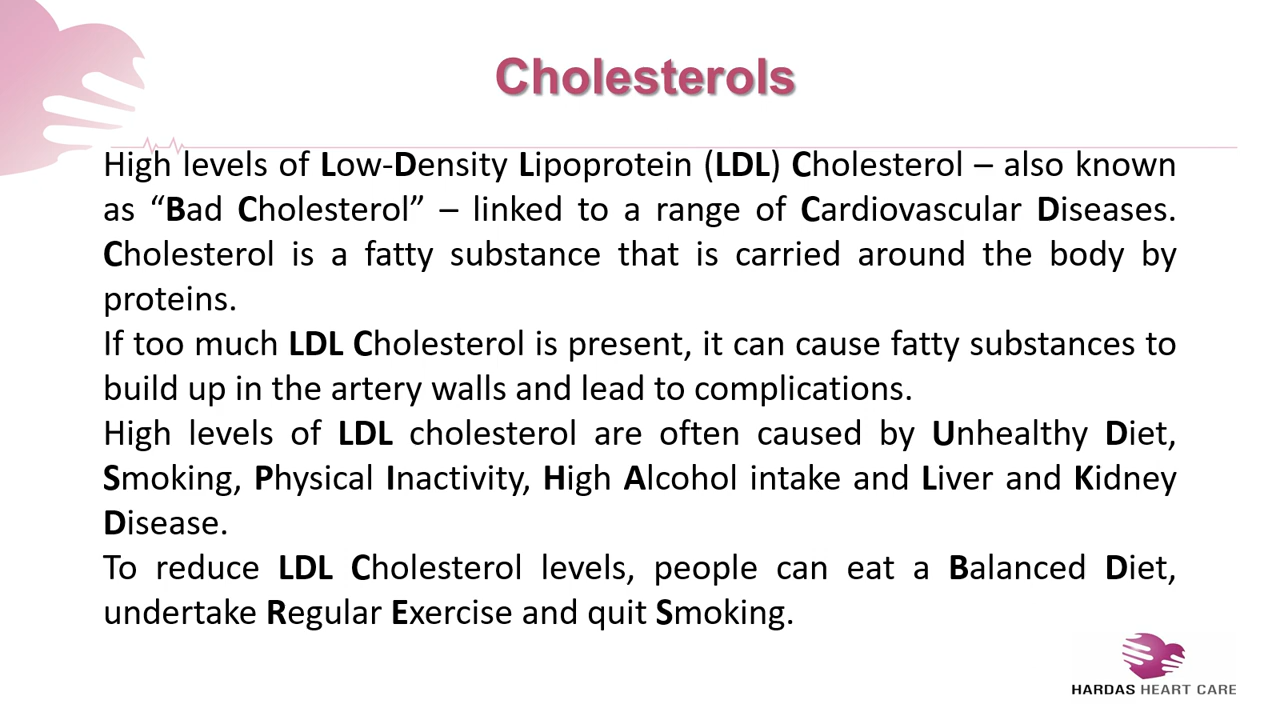 Cholesterols
High levels of Low-Density Lipoprotein (LDL) Cholesterol – also known
as “Bad Cholesterol” – linked to a range of Cardiovascular Diseases.
Cholesterol is a fatty substance that is carried around the body by
proteins.
If too much LDL Cholesterol is present, it can cause fatty substances to
build up in the artery walls and lead to complications.
High levels of LDL cholesterol are often caused by Unhealthy Diet,
Smoking, Physical Inactivity, High Alcohol intake and Liver and Kidney
Disease.
To reduce LDL Cholesterol levels, people can eat a Balanced Diet,
undertake Regular Exercise and quit Smoking.
HARDAS HEART CARE